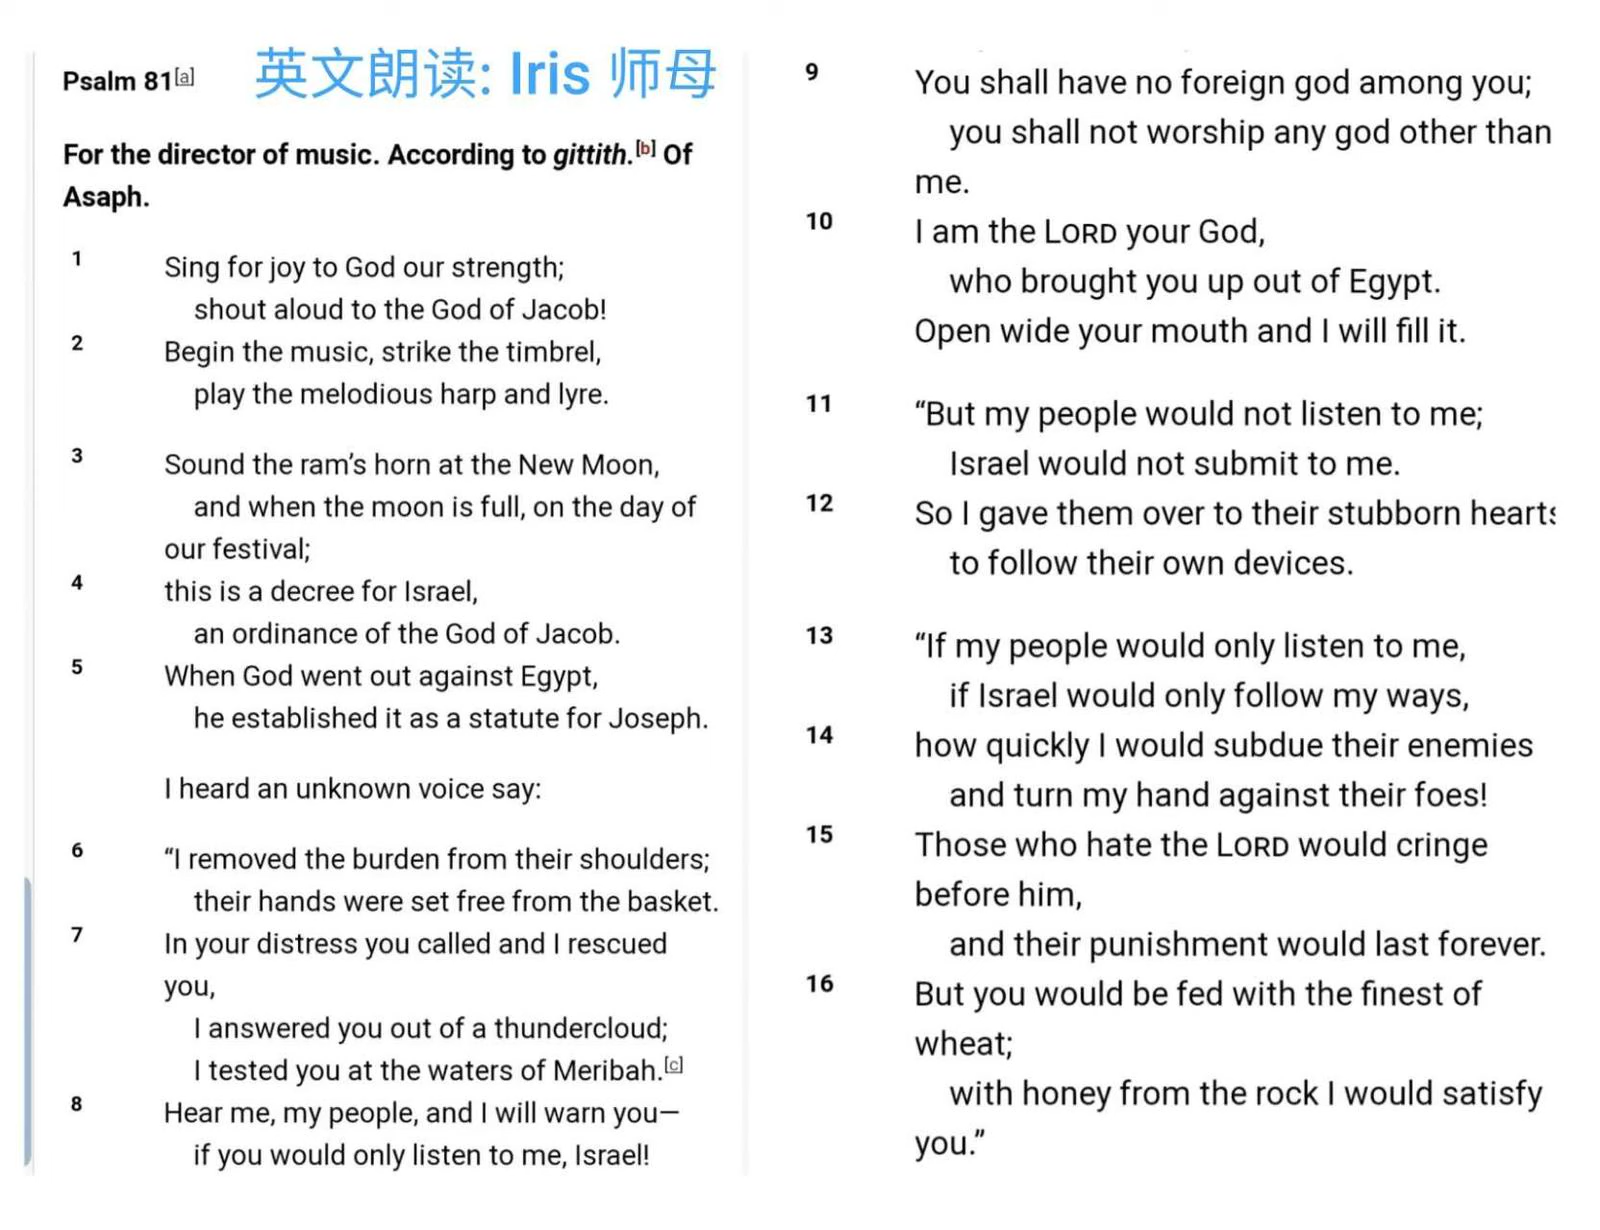 Psalm 81[a]
英文朗读: Iris 师母
For the director of music. According to gittith.[b] Of
Asaph.
1 Sing for joy to God our strength;
shout aloud to the God of Jacob!
2 Begin the music, strike the timbrel,
play the melodious harp and lyre.
3 Sound the ram’s horn at the New Moon,
and when the moon is full, on the day of
our festival;
4 this is a decree for Israel,
an ordinance of the God of Jacob.
5 When God went out against Egypt,
he established it as a statute for Joseph.
I heard an unknown voice say:
6 “I removed the burden from their shoulders;
their hands were set free from the basket.
7 In your distress you called and I rescued
you,
I answered you out of a thundercloud;
I tested you at the waters of Meribah.[c]
8 Hear me, my people, and I will warn you—
if you would only listen to me, Israel!
9 You shall have no foreign god among you;
you shall not worship any god other than
me.
10 I am the LORD your God,
who brought you up out of Egypt.
Open wide your mouth and I will fill it.
11 “But my people would not listen to me;
Israel would not submit to me.
12 So I gave them over to their stubborn hearts
to follow their own devices.
13 “If my people would only listen to me,
if Israel would only follow my ways,
14 how quickly I would subdue their enemies
and turn my hand against their foes!
15 Those who hate the LORD would cringe
before him,
and their punishment would last forever.
16 But you would be fed with the finest of
wheat;
with honey from the rock I would satisfy
you.”